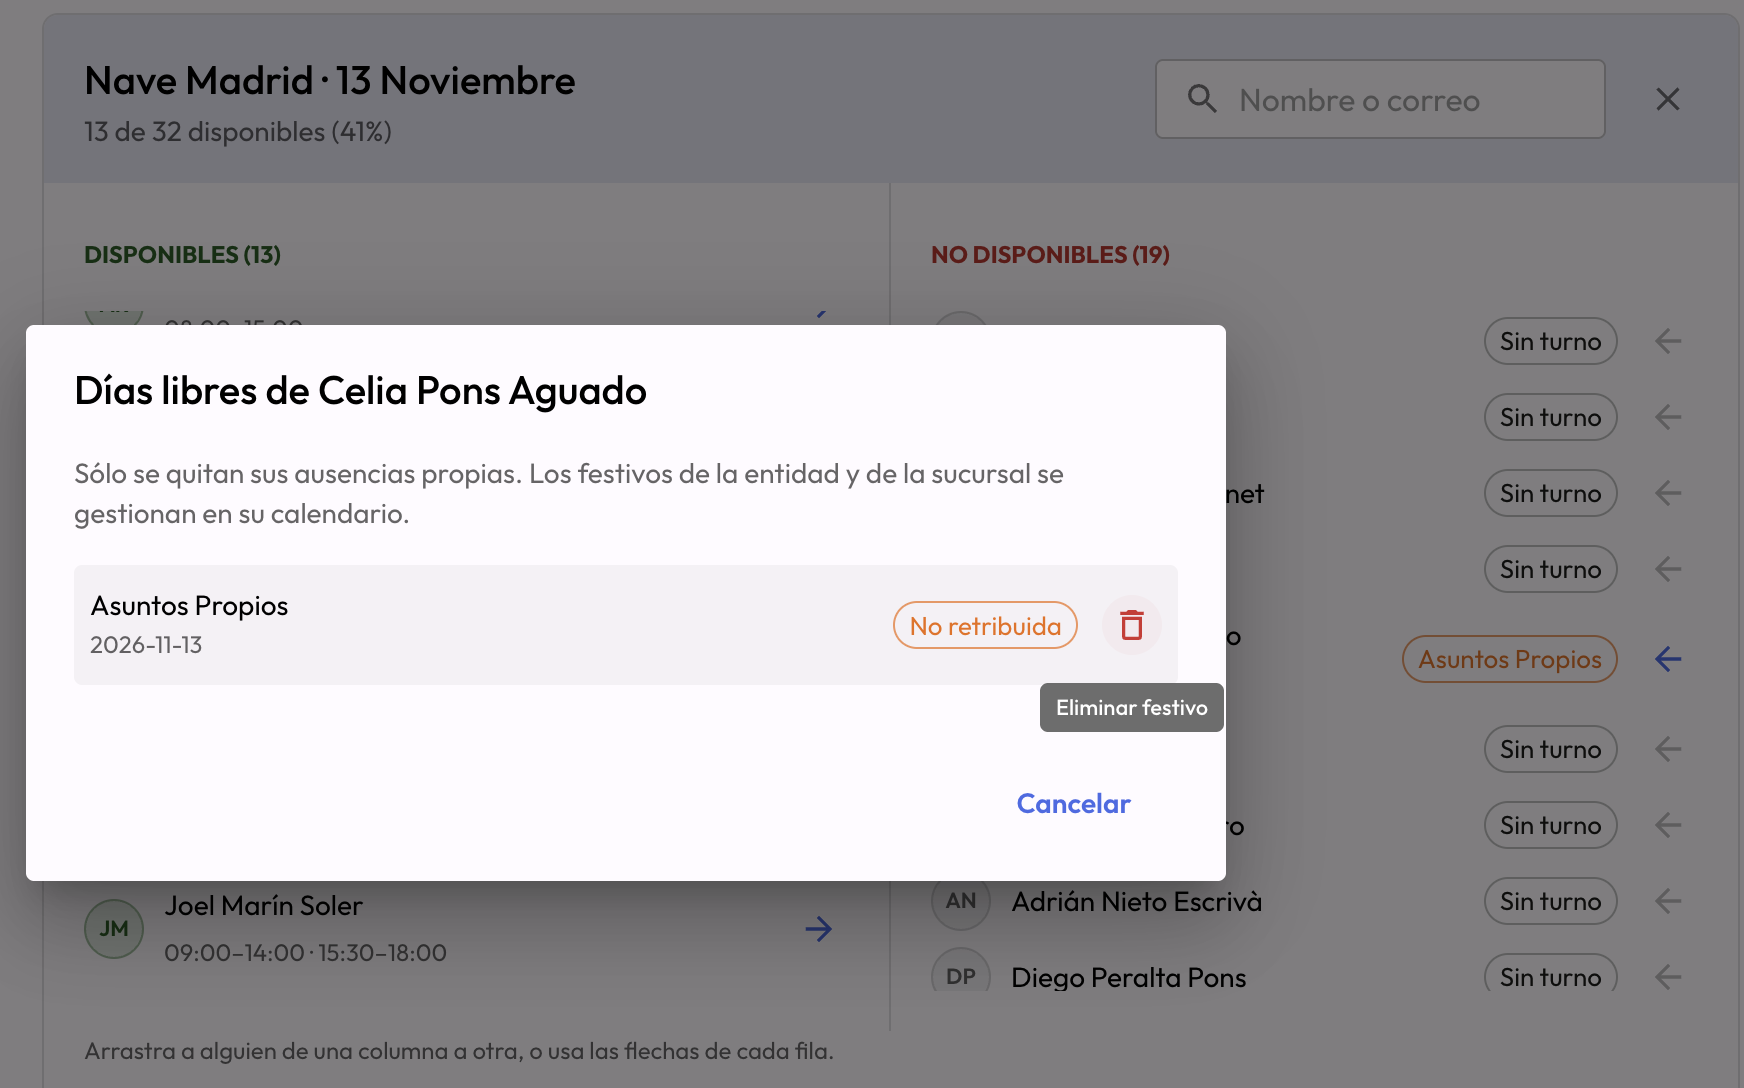 Nave Madrid · 13 Noviembre
13 de 32 disponibles (41%)
Nombre o correo
DISPONIBLES (13)
NO DISPONIBLES (19)
Sin turno
Días libres de Celia Pons Aguado
Sin turno
Sólo se quitan sus ausencias propias. Los festivos de la entidad y de la sucursal se
gestionan en su calendario.
net
Sin turno
Sin turno
Asuntos Propios
2026-11-13
No retribuida
o
Asuntos Propios
Eliminar festivo
Sin turno
Cancelar
ro
Sin turno
JM
Joel Marín Soler
09:00–14:00 · 15:30–18:00
AN
Adrián Nieto Escrivà
Sin turno
DP
Diego Peralta Pons
Sin turno
Arrastra a alguien de una columna a otra, o usa las flechas de cada fila.